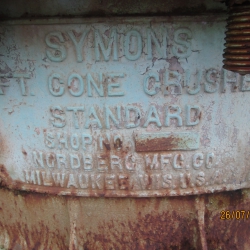 SYMONS
FT. CONE CRUSHE
STANDARD
SHOP NO.
NORDBERG MFG. CO.
MILWAUKEE, WIS. U.S.
26/07/